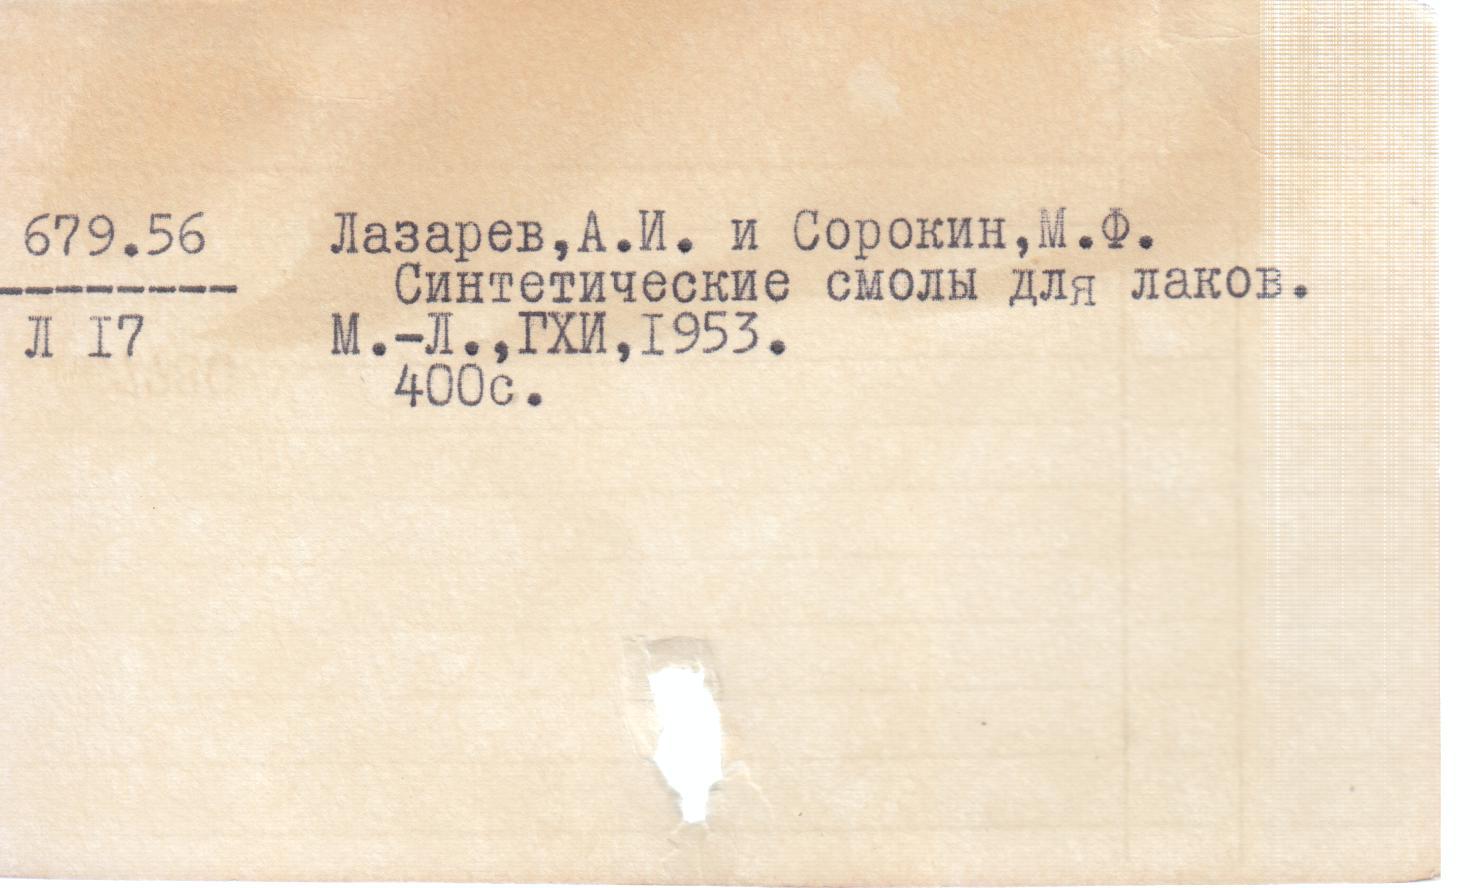 679.56 Лазарев,А.И. и Сорокин,М.Ф.
--------- Синтетические смолы для лаков.
Л I7 М.-Л.,ГХИ,I953.
400с.